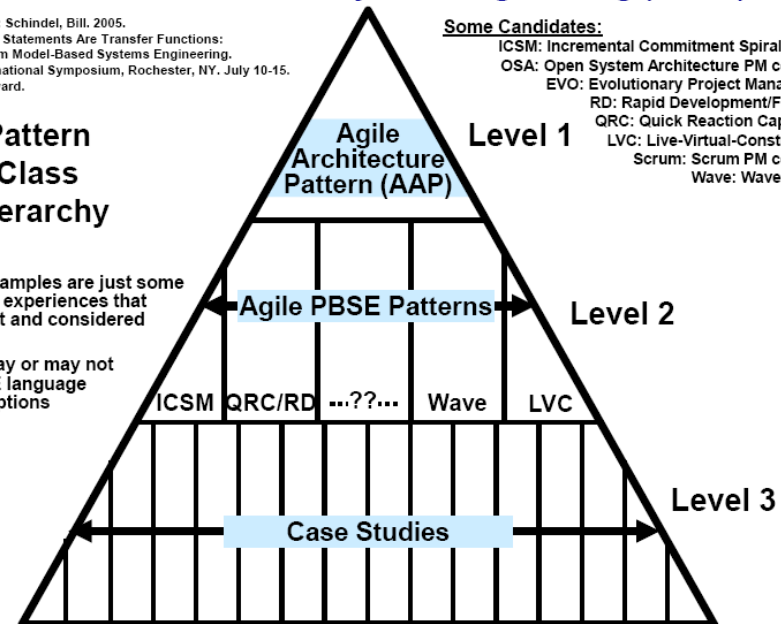 : Schindel, Bill. 2005.
Statements Are Transfer Functions:
m Model-Based Systems Engineering.
national Symposium, Rochester, NY. July 10-15.
ard.
Pattern
Class
erarchy
amples are just some
experiences that
t and considered
ay or may not
E language
ptions
Some Candidates:
ICSM: Incremental Commitment Spiral
OSA: Open System Architecture PM c
EVO: Evolutionary Project Mana
RD: Rapid Development/F
QRC: Quick Reaction Cap
LVC: Live-Virtual-Const
Scrum: Scrum PM c
Wave: Wave
Agile
Architecture
Pattern (AAP)
Level 1
Agile PBSE Patterns
Level 2
ICSM QRC/RD ...??... Wave LVC
Level 3
Case Studies